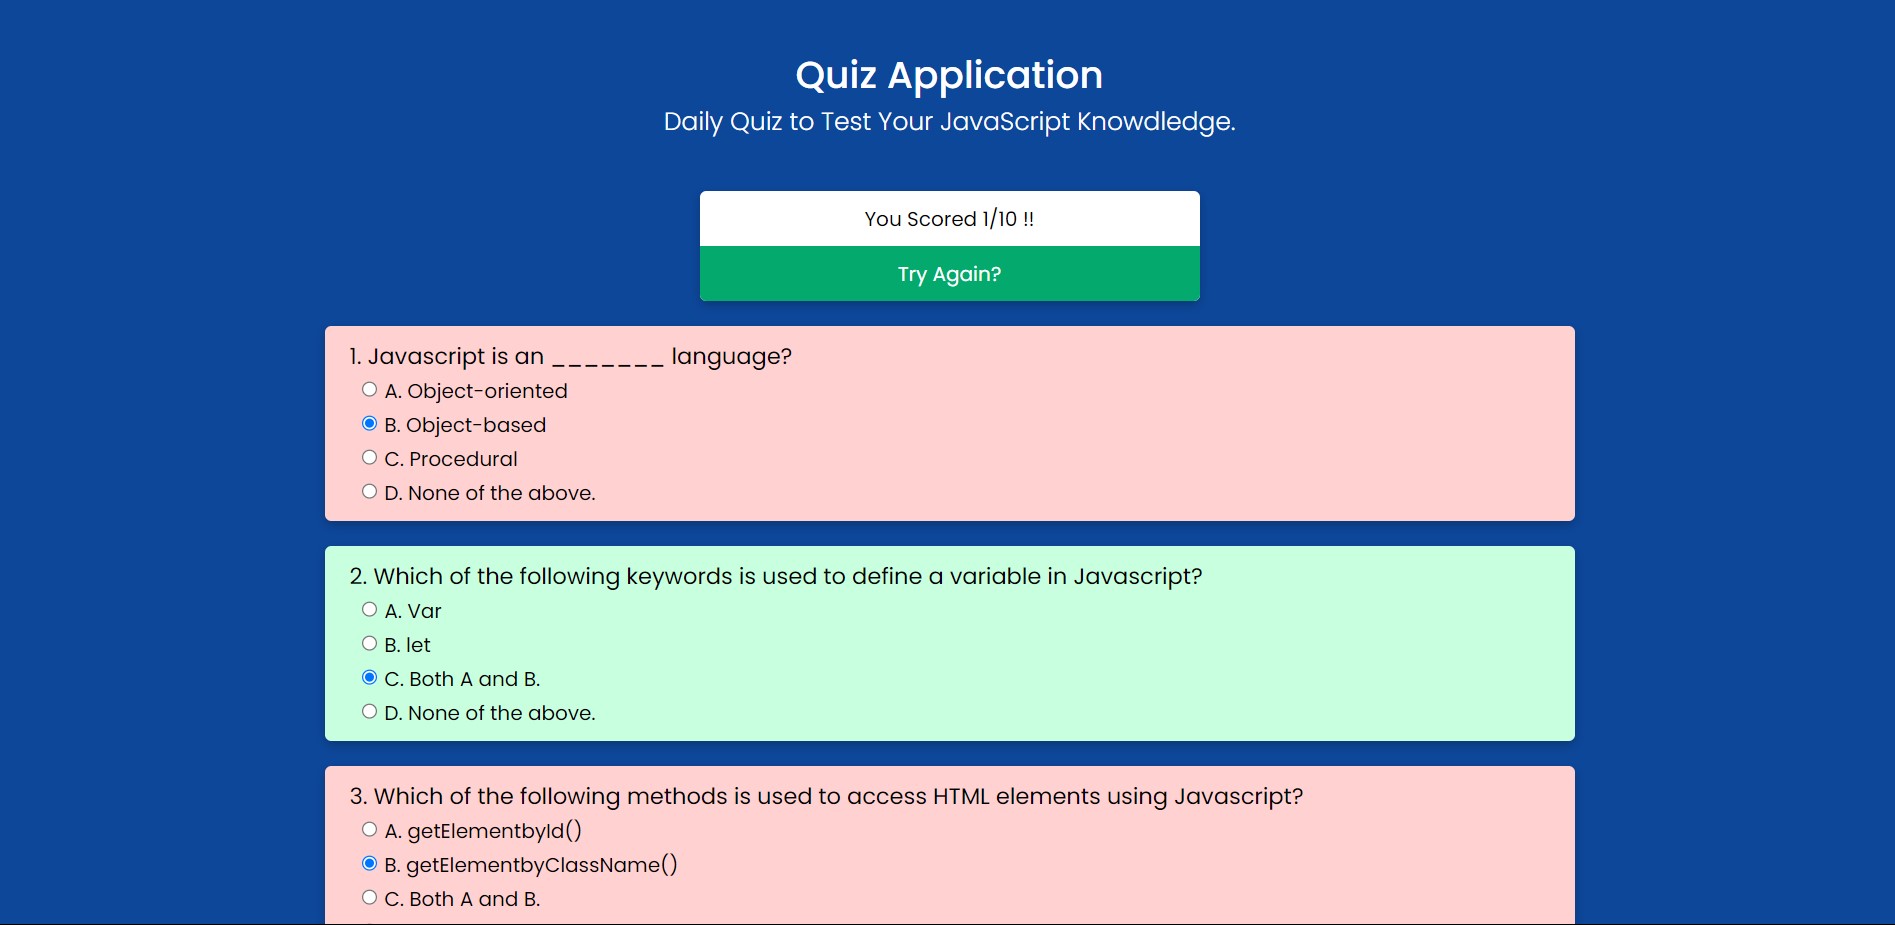 Quiz Application
Daily Quiz to Test Your JavaScript Knowdledge.
You Scored 1/10 !!
Try Again?
1. Javascript is an _______ language?
A. Object-oriented
B. Object-based
C. Procedural
D. None of the above.
2. Which of the following keywords is used to define a variable in Javascript?
A. Var
B. let
C. Both A and B.
D. None of the above.
3. Which of the following methods is used to access HTML elements using Javascript?
A. getElementbyId()
B. getElementbyClassName()
C. Both A and B.